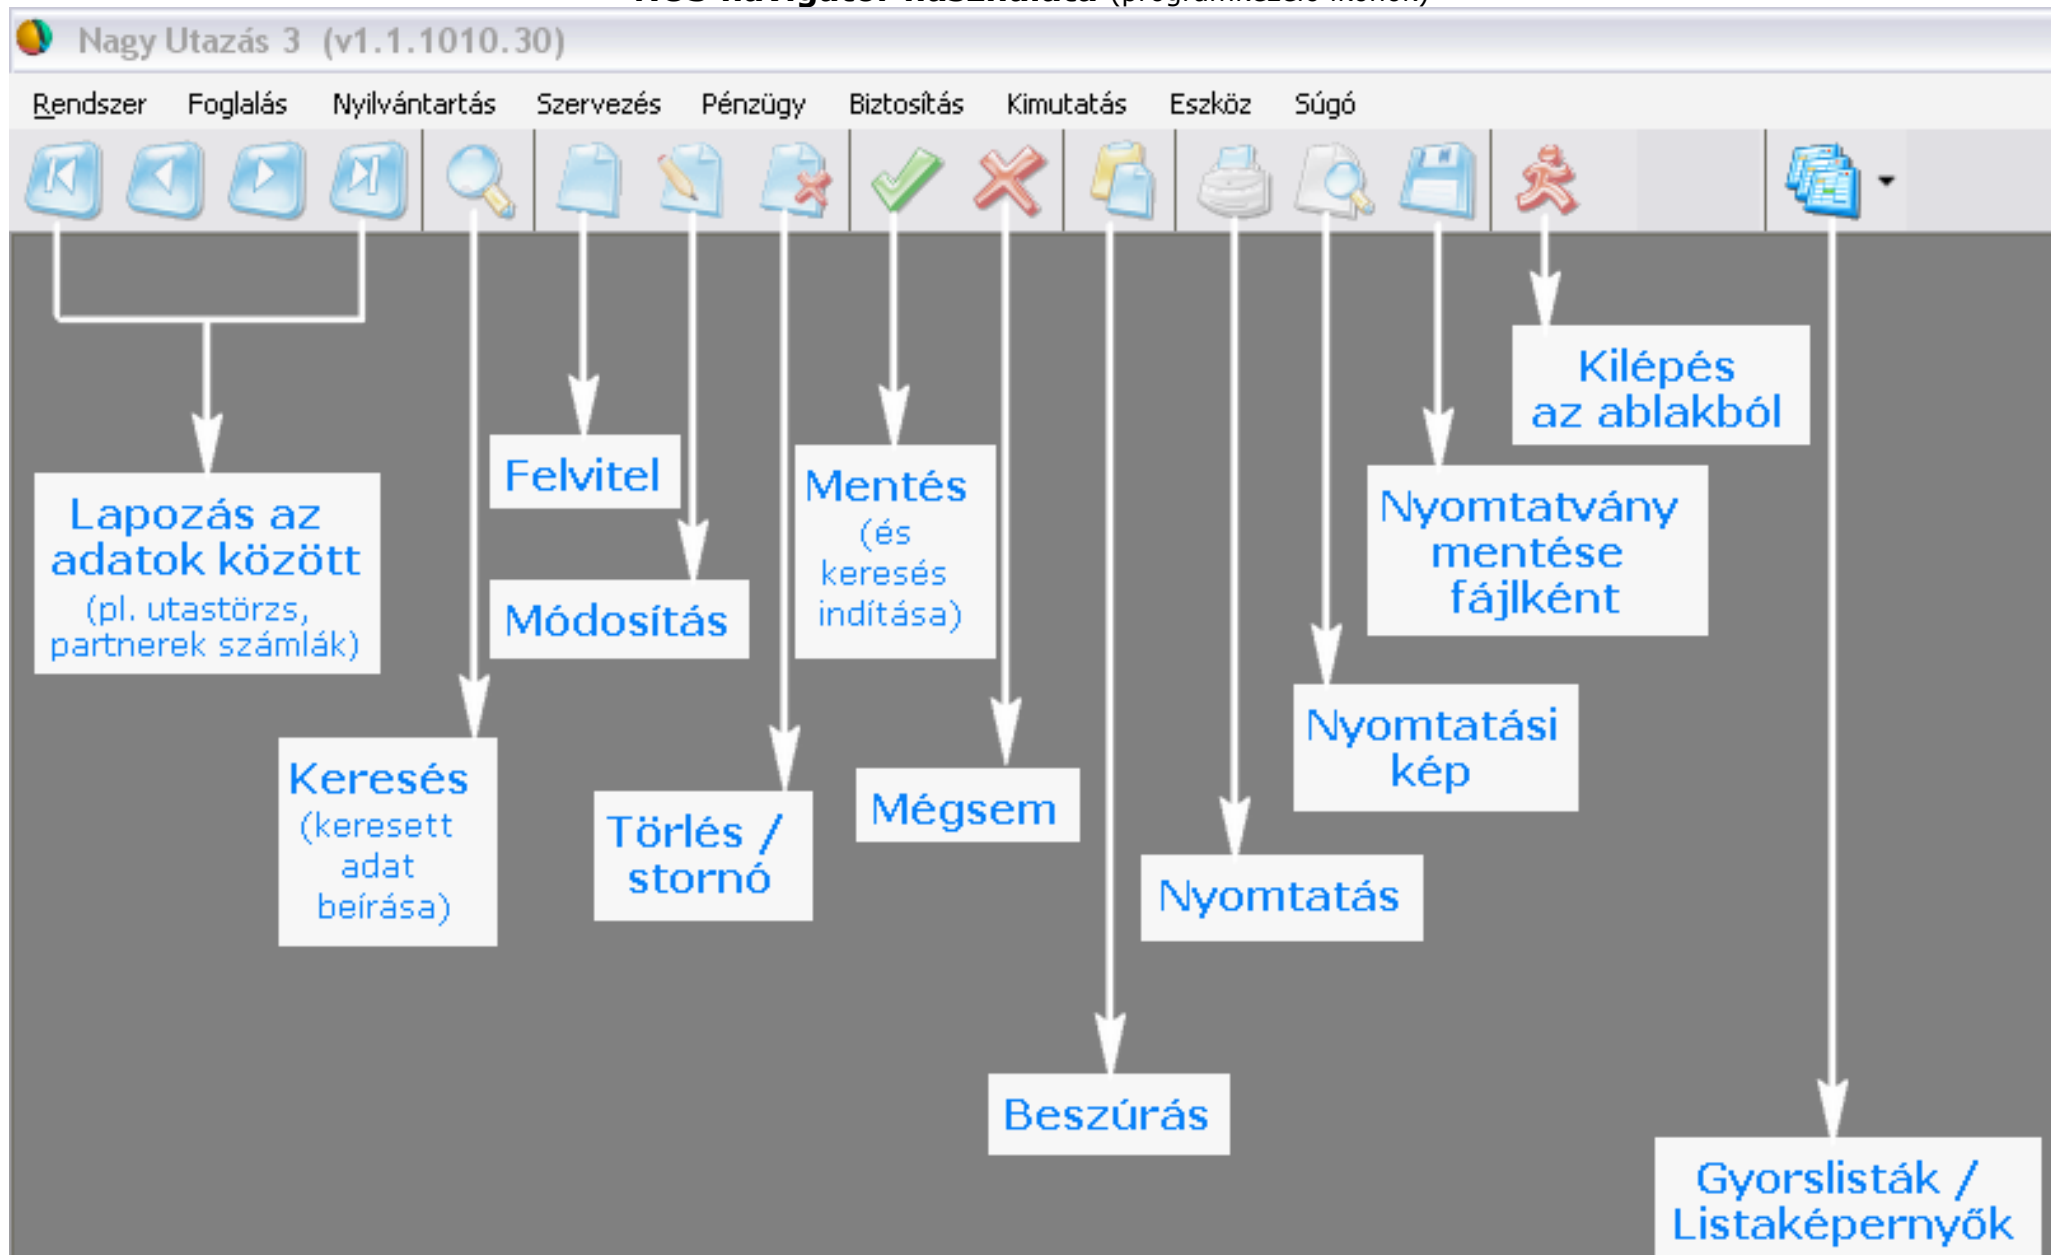 (programkezelő ikonok)
Nagy Utazás 3 (v1.1.1010.30)
Rendszer Foglalás Nyilvántartás Szervezés Pénzügy Biztosítás Kimutatás Eszköz Súgó
Kilépés
az ablakból
Felvitel
Mentés
(és
keresés
indítása)
Nyomtatvány
mentése
fájlként
Lapozás az
adatok között
(pl. utastörzs,
partnerek számlák)
Módosítás
Nyomtatási
kép
Keresés
(keresett
adat
beírása)
Törlés /
stornó
Mégsem
Nyomtatás
Beszúrás
Gyorslisták /
Listaképernyők